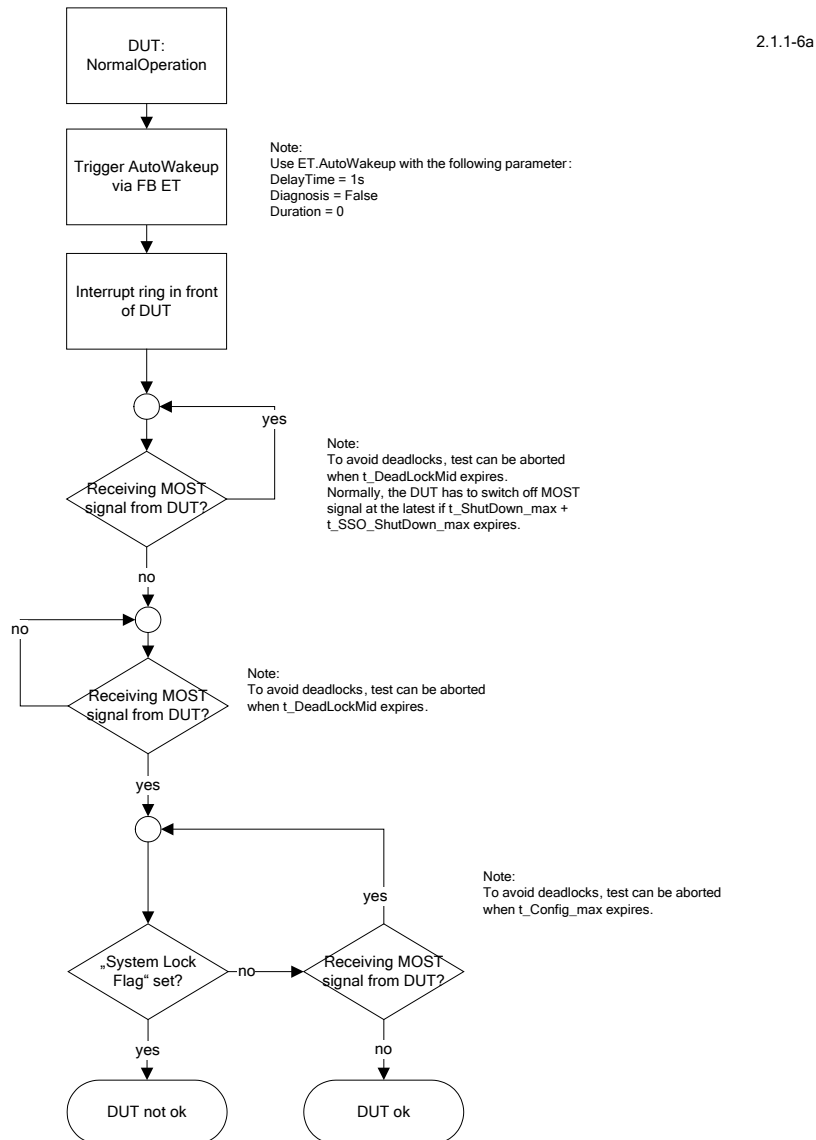 DUT:
NormalOperation
2.1.1-6a
Trigger AutoWakeup
via FB ET
Note:
Use ET.AutoWakeup with the following parameter:
DelayTime = 1s
Diagnosis = False
Duration = 0
Interrupt ring in front
of DUT
yes
Note:
To avoid deadlocks, test can be aborted
when t_DeadLockMid expires.
Normally, the DUT has to switch off MOST
signal at the latest if t_ShutDown_max +
t_SSO_ShutDown_max expires.
Receiving MOST
signal from DUT?
no
no
Note:
To avoid deadlocks, test can be aborted
when t_DeadLockMid expires.
Receiving MOST
signal from DUT?
yes
Note:
To avoid deadlocks, test can be aborted
when t_Config_max expires.
yes
„System Lock
Flag“ set?
no
Receiving MOST
signal from DUT?
yes
no
DUT not ok
DUT ok